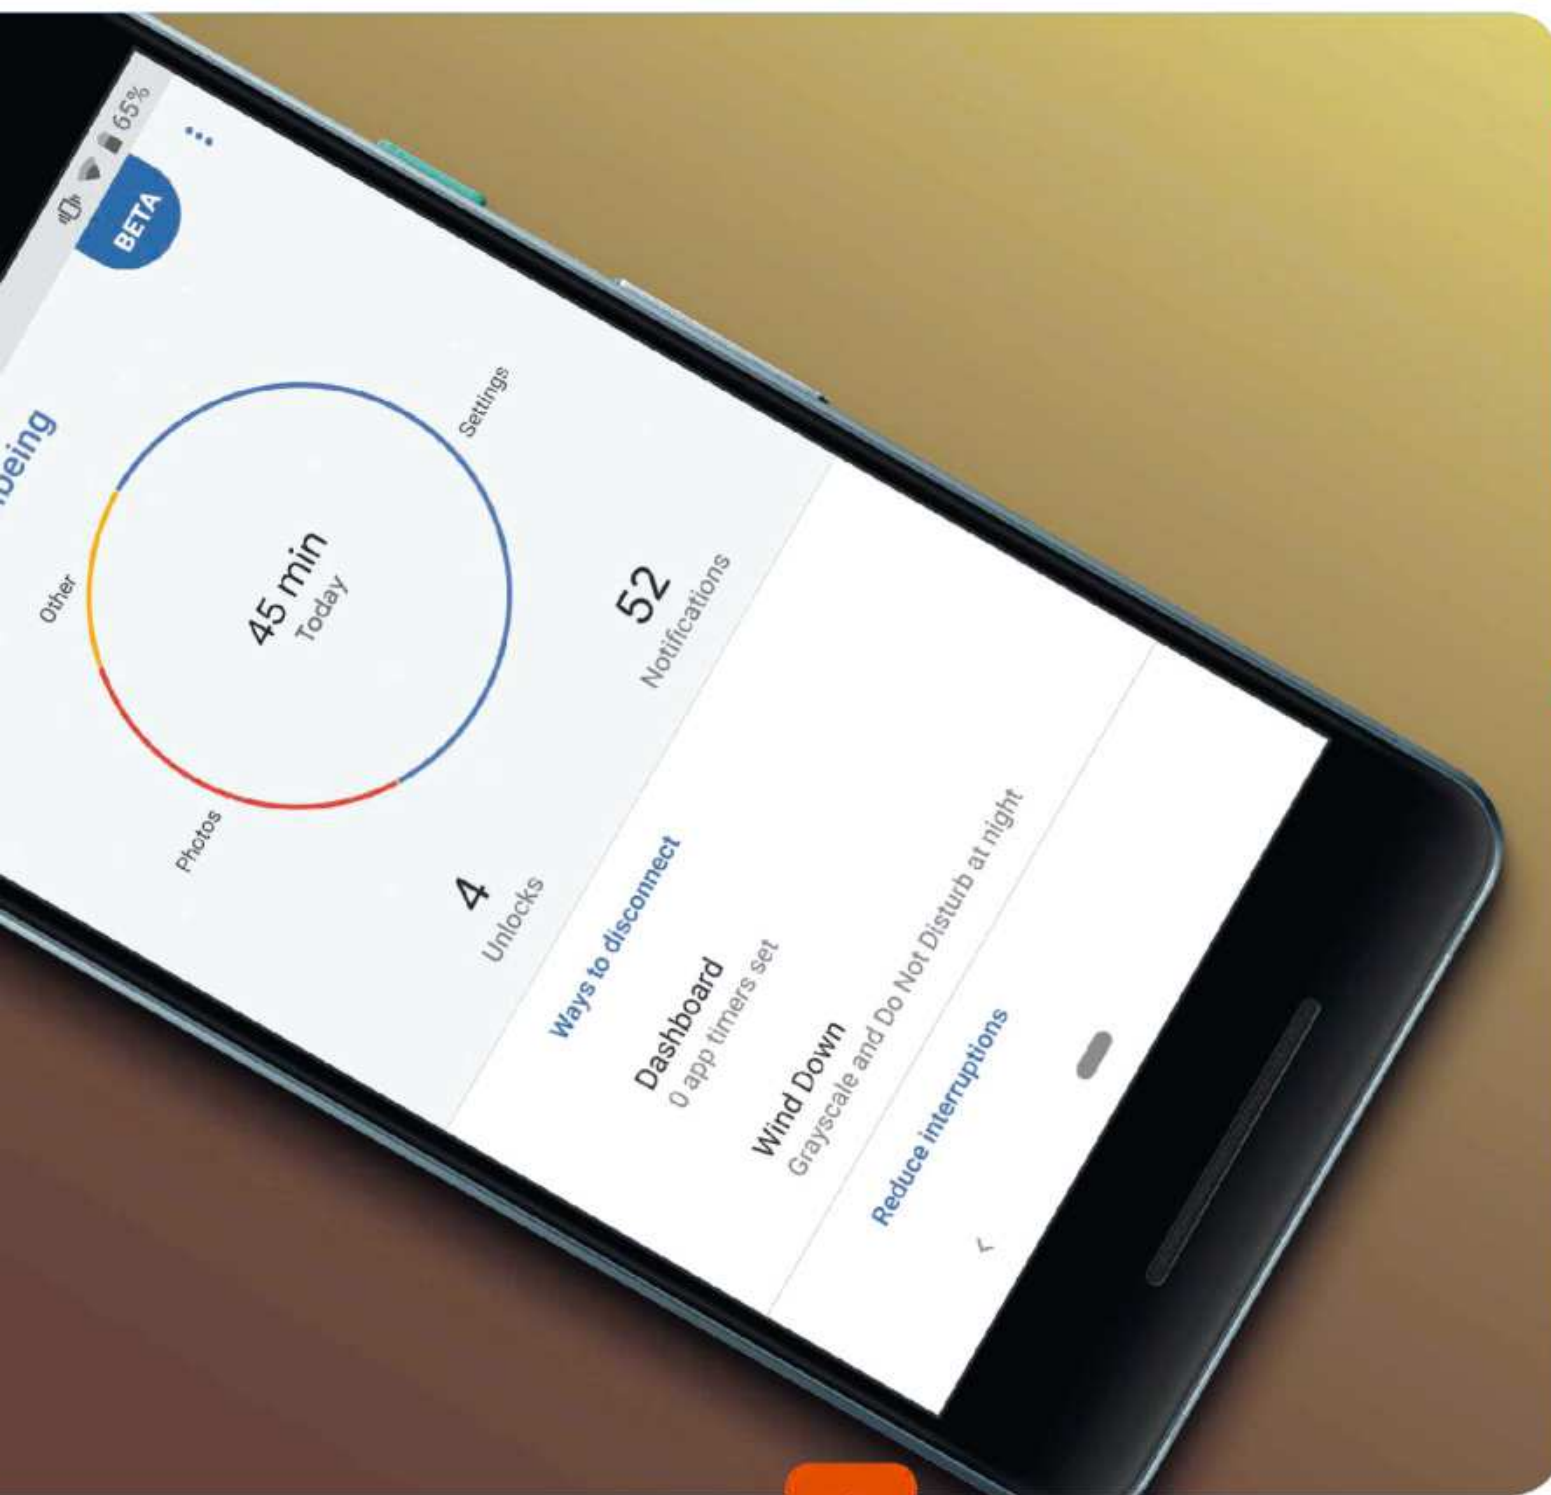 65%
BETA
being
Other
Settings
45 min
Today
Photos
4
Unlocks
52
Notifications
Ways to disconnect
Dashboard
0 app timers set
Wind Down
Grayscale and Do Not Disturb at night
Reduce interruptions